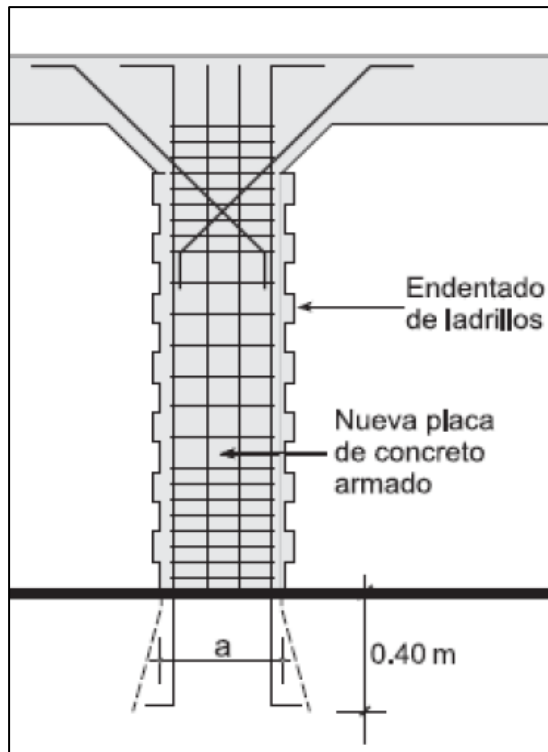 Endentado
de ladrillos
Nueva placa
de concreto
armado
a
0.40 m